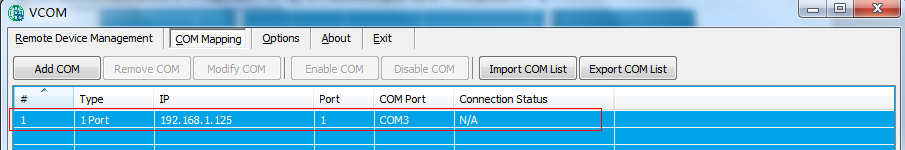 VCOM
Remote Device Management COM Mapping Options About Exit
Add COM Remove COM Modify COM Enable COM Disable COM Import COM List Export COM List
# Type IP Port COM Port Connection Status
1 1 Port 192.168.1.125 1 COM3 N/A